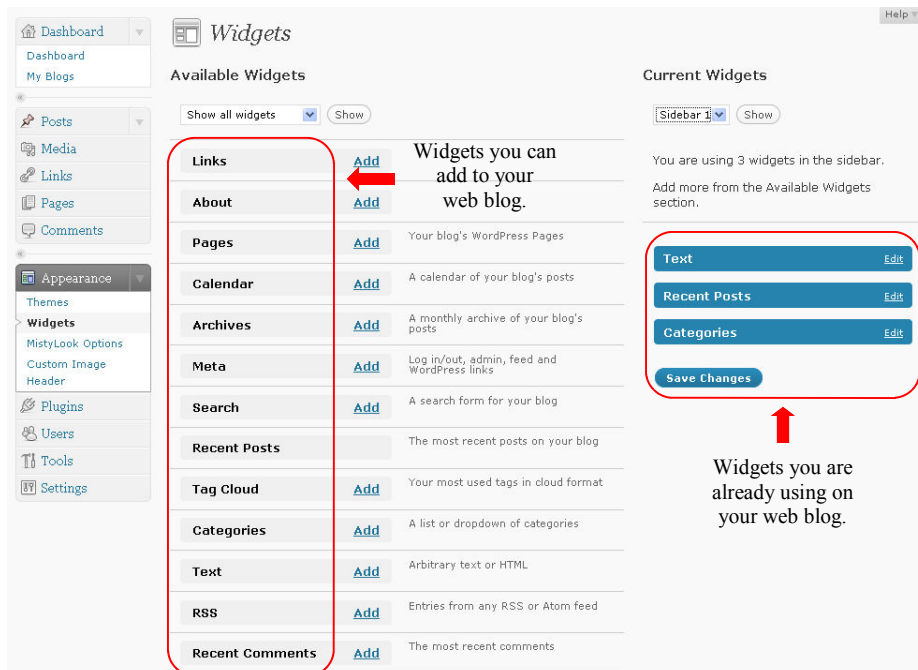 Help
Dashboard
Dashboard
My Blogs
Posts
Media
Links
Pages
Comments
Appearance
Themes
Widgets
MistyLook Options
Custom Image
Header
Plugins
Users
Tools
Settings
Widgets
Available Widgets
Show all widgets Show
Links Add
About Add
Pages Add Your blog's WordPress Pages
Calendar Add A calendar of your blog's posts
Archives Add A monthly archive of your blog's
posts
Meta Add Log in/out, admin, feed and
WordPress links
Search Add A search form for your blog
Recent Posts The most recent posts on your blog
Tag Cloud Add Your most used tags in cloud format
Categories Add A list or dropdown of categories
Text Add Arbitrary text or HTML
RSS Add Entries from any RSS or Atom feed
Recent Comments Add The most recent comments
Widgets you can
add to your
web blog.
Current Widgets
Sidebar 1 Show
You are using 3 widgets in the sidebar.
Add more from the Available Widgets
section.
Text Edit
Recent Posts Edit
Categories Edit
Save Changes
Widgets you are
already using on
your web blog.